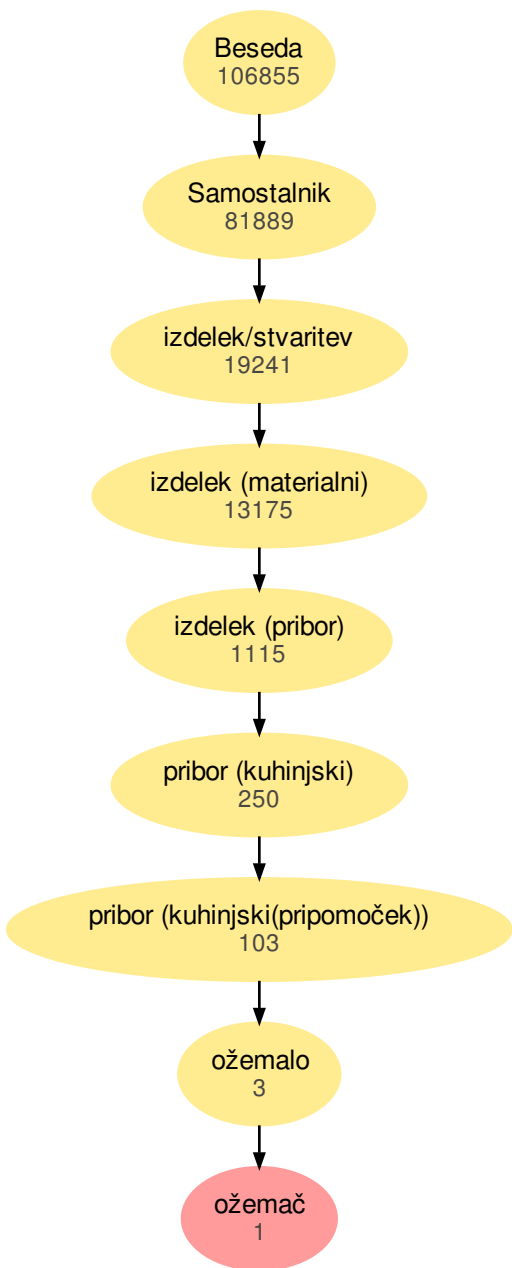 Beseda
106855
Samostalnik
81889
izdelek/stvaritev
19241
izdelek (materialni)
13175
izdelek (pribor)
1115
pribor (kuhinjski)
250
pribor (kuhinjski(pripomoček))
103
ožemalo
3
ožemač
1